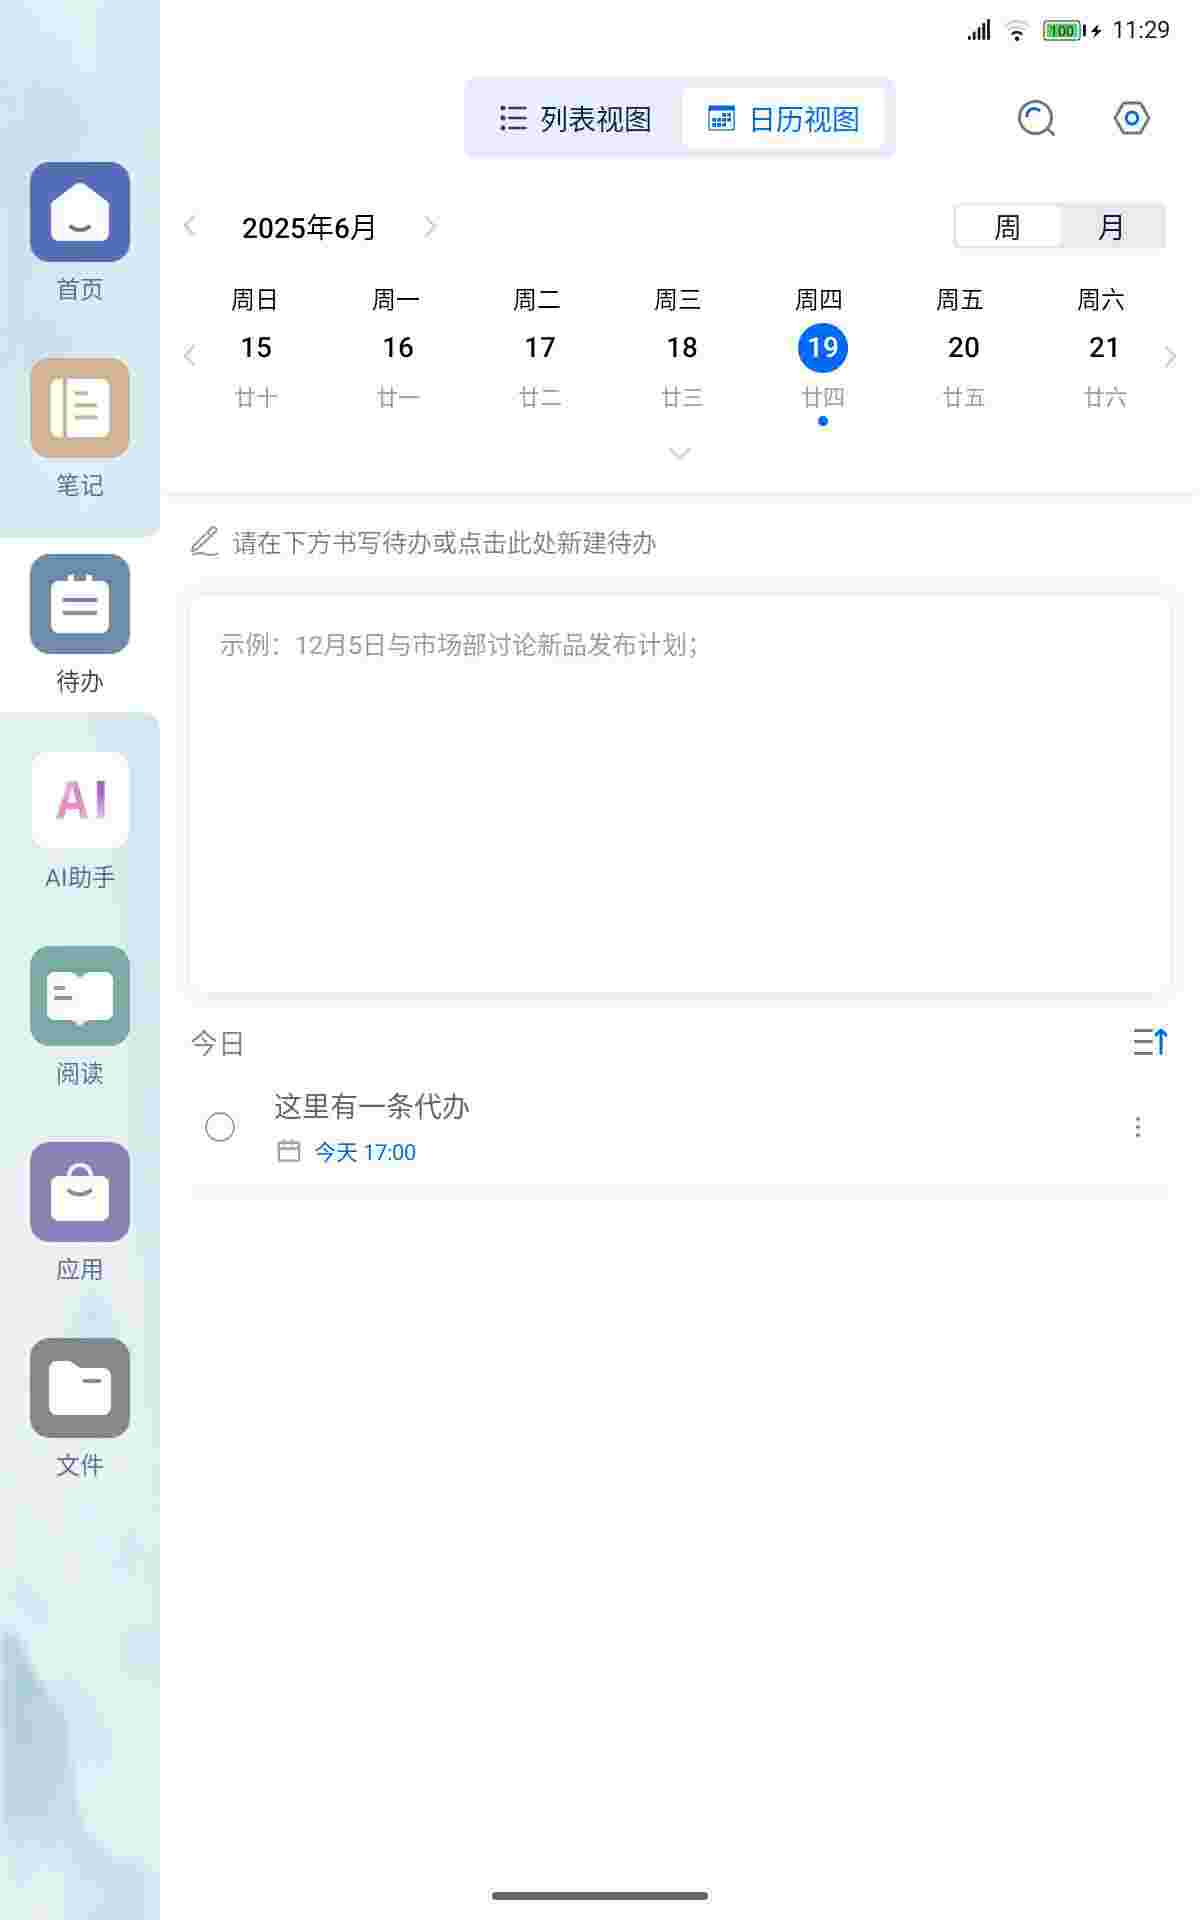 100 11:29
列表视图 日历视图
2025年6月 周 月
周日 周一 周二 周三 周四 周五 周六
15 16 17 18 19 20 21
廿十 廿一 廿二 廿三 廿四 廿五 廿六
请在下方书写待办或点击此处新建待办
示例：12月5日与市场部讨论新品发布计划；
今日
这里有一条代办
今天 17:00
首页
笔记
待办
AI
AI助手
阅读
应用
文件